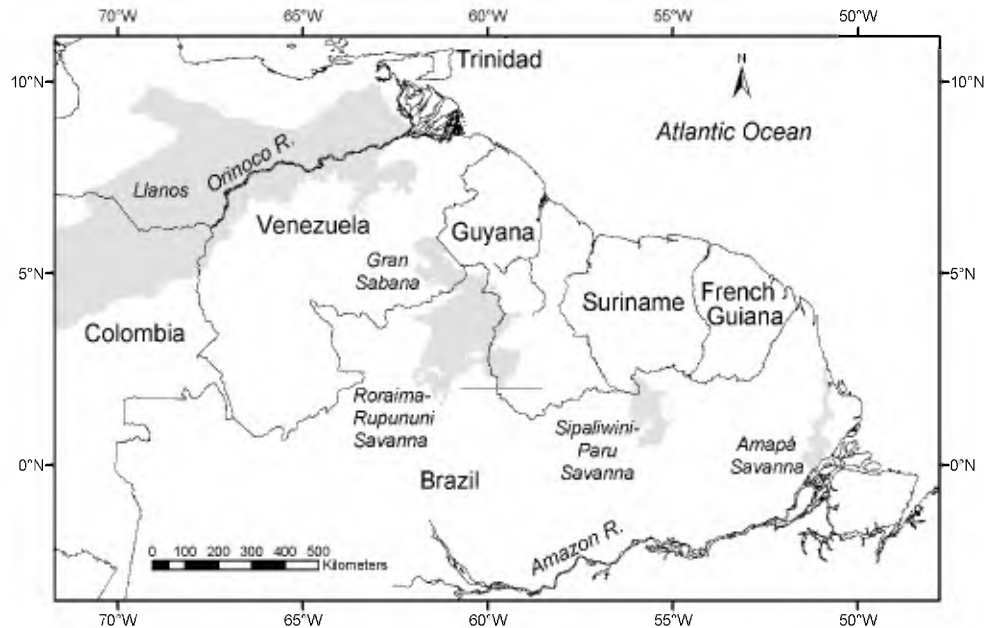 70°W 65°W 60°W 55°W 50°W
Trinidad
N
10°N 10°N
Atlantic Ocean
Orinoco R.
Llanos
Venezuela
Guyana
Gran
Sabana
5°N 5°N
Suriname
French
Guiana
Colombia
Roraima-
Rupununi
Savanna
Sipaliwini-
Paru
Savanna
Amapá
Savanna
0°N 0°N
Brazil
Amazon R.
0 100 200 300 400 500
Kilometers
70°W 65°W 60°W 55°W 50°W